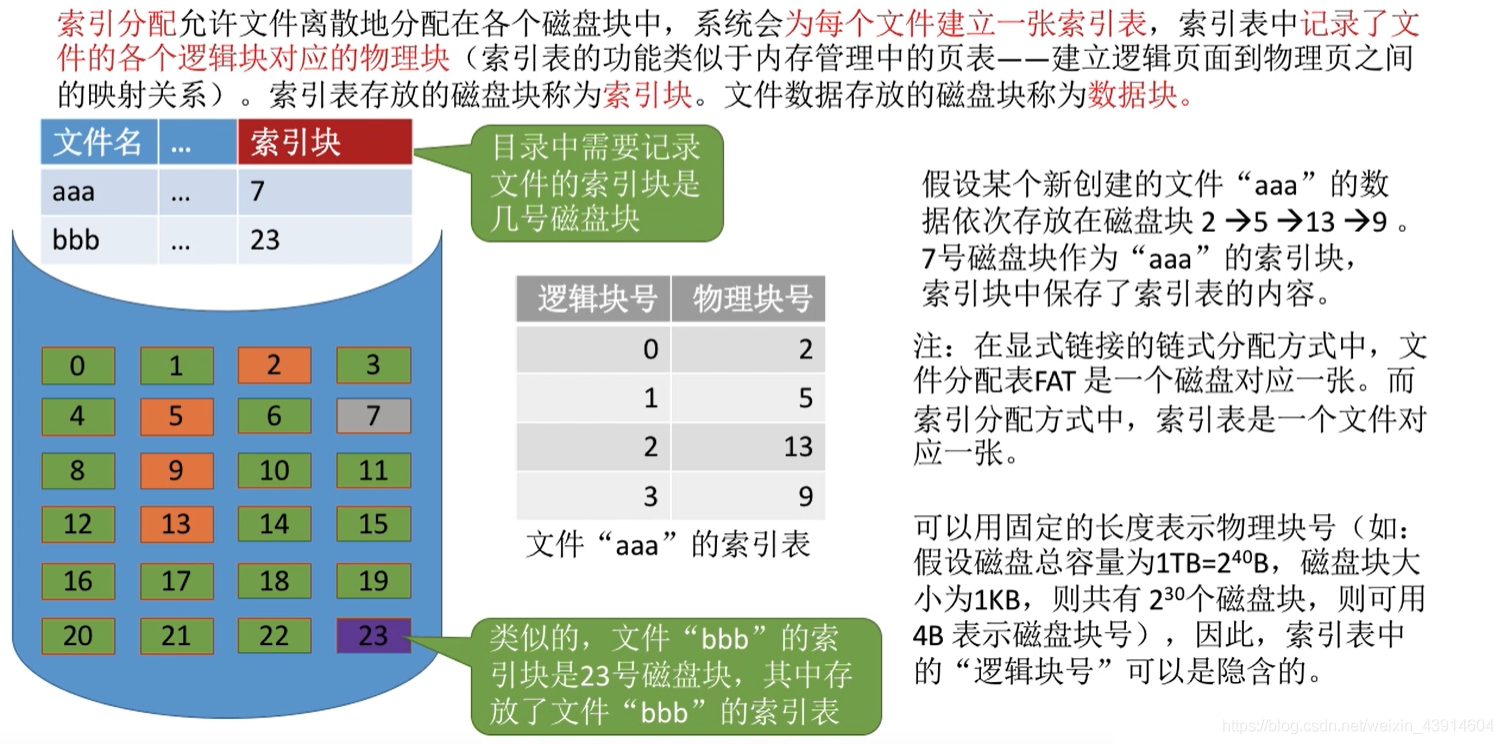 索引分配允许文件离散地分配在各个磁盘块中，系统会为每个文件建立一张索引表，索引表中记录了文
件的各个逻辑块对应的物理块（索引表的功能类似于内存管理中的页表——建立逻辑页面到物理页之间
的映射关系）。索引表存放的磁盘块称为索引块。文件数据存放的磁盘块称为数据块。
文件名 ... 索引块
aaa ... 7
bbb ... 23
目录中需要记录
文件的索引块是
几号磁盘块
0 1 2 3
4 5 6 7
8 9 10 11
12 13 14 15
16 17 18 19
20 21 22 23
逻辑块号 物理块号
0 2
1 5
2 13
3 9
文件“aaa”的索引表
类似的，文件“bbb”的索
引块是23号磁盘块，其中存
放了文件“bbb”的索引表
假设某个新创建的文件“aaa”的数
据依次存放在磁盘块 2 →5 →13 →9 。
7号磁盘块作为“aaa”的索引块，
索引块中保存了索引表的内容。
注：在显式链接的链式分配方式中，文
件分配表FAT 是一个磁盘对应一张。而
索引分配方式中，索引表是一个文件对
应一张。
可以用固定的长度表示物理块号（如：
假设磁盘总容量为1TB=2⁴⁰B，磁盘块大
小为1KB，则共有 2³⁰个磁盘块，则可用
4B 表示磁盘块号），因此，索引表中
的“逻辑块号”可以是隐含的。
https://blog.csdn.net/weixin_43914604